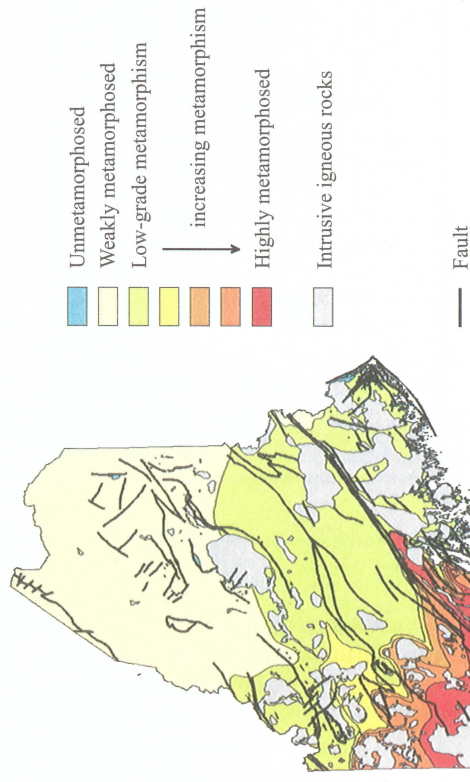 Unmetamorphosed
Weakly metamorphosed
Low-grade metamorphism
increasing metamorphism
Highly metamorphosed
Intrusive igneous rocks
Fault